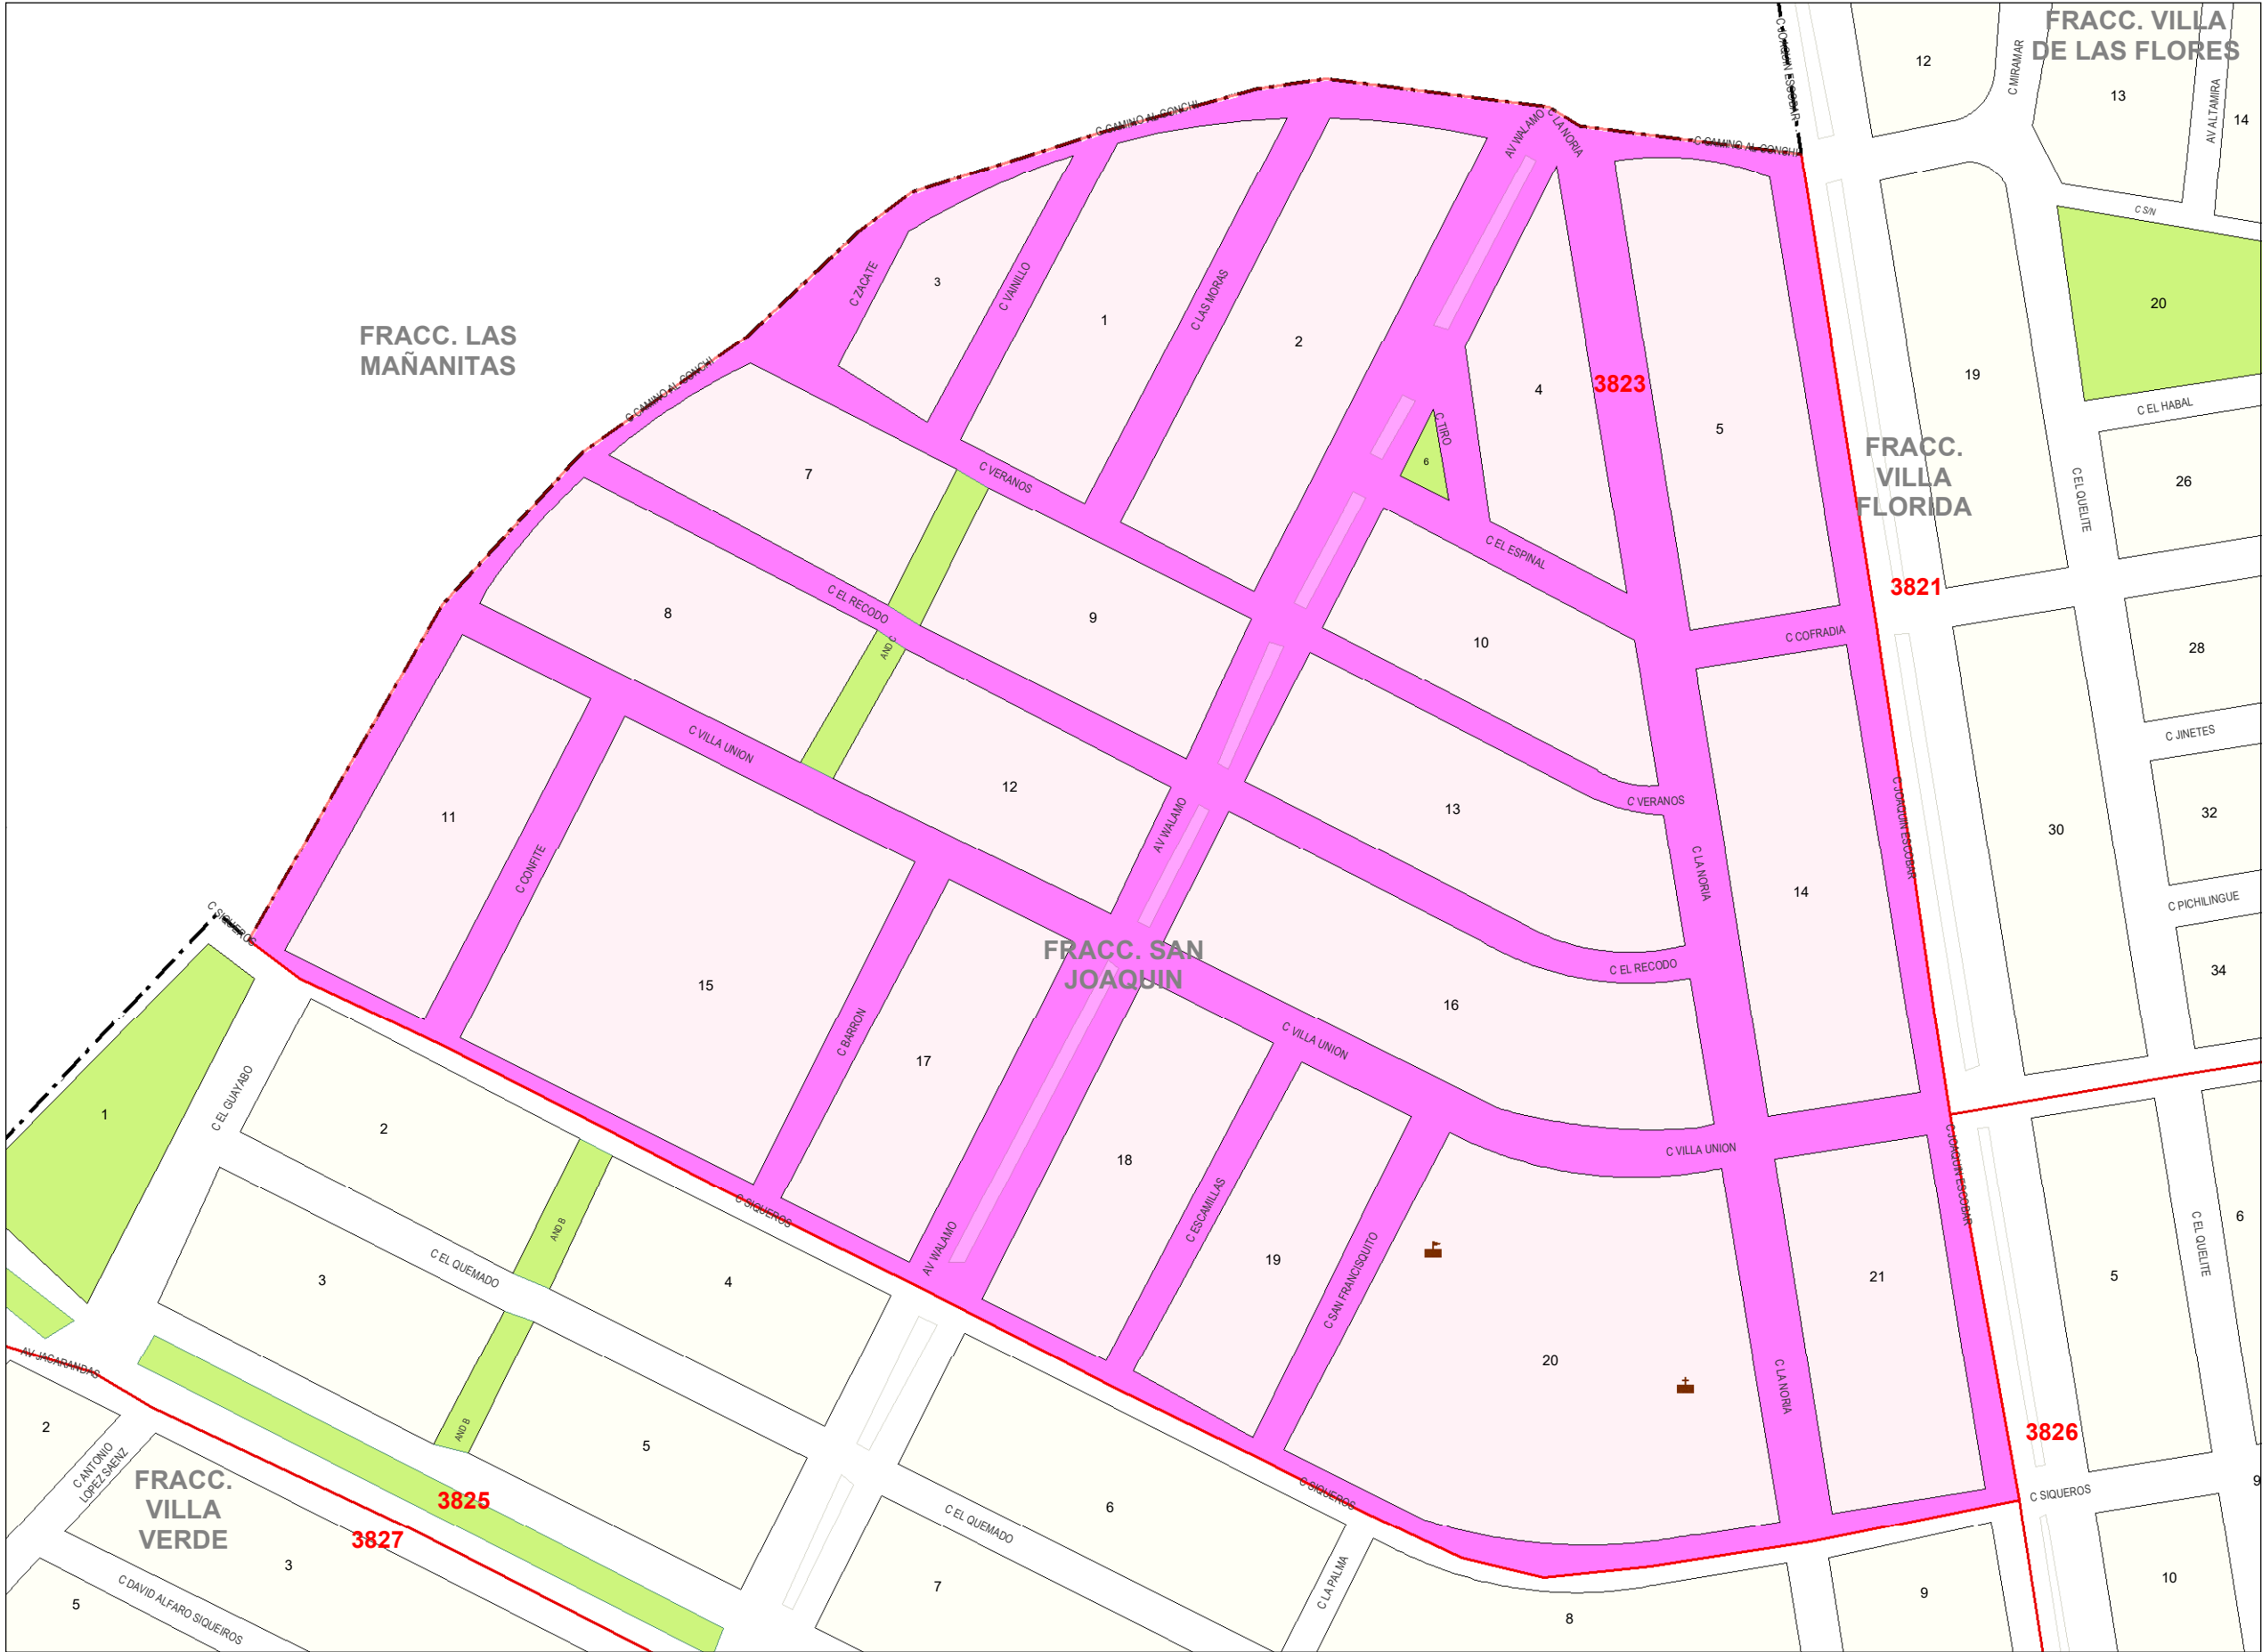 FRACC. VILLA
DE LAS FLORES
C JOAQUIN ESCOBAR
12
C MIRAMAR
13
AV ALTAMIRA
14
C CAMINO AL CONCHI
AV WALAMO
C LA NORIA
C CAMINO AL CONCHI
C S/N
20
C ZACATE
3
C VAINILLO
1
C LAS MORAS
2
4
3823
5
19
C EL HABAL
FRACC. LAS
MAÑANITAS
C CAMINO AL CONCHI
C TIRO
6
FRACC.
VILLA
FLORIDA
7
C VERANOS
C EL QUELITE
26
C EL ESPINAL
3821
8
C EL RECODO
AND C
9
10
C COFRADIA
28
C VILLA UNION
C JINETES
11
12
AV WALAMO
13
C VERANOS
C JOAQUIN ESCOBAR
30
32
C CONFITE
C LA NORIA
14
C PICHILINGUE
C SIQUEROS
FRACC. SAN
JOAQUIN
C EL RECODO
34
15
C BARRON
16
17
C VILLA UNION
1
C EL GUAYABO
2
18
C VILLA UNION
C JOAQUIN ESCOBAR
C ESCAMILLAS
C SIQUEROS
AND B
AV WALAMO
C EL QUELITE
6
C EL QUEMADO
3
4
19
C SAN FRANCISQUITO
21
5
AV JACARANDAS
20
C LA NORIA
2
AND B
5
3826
C ANTONIO
LOPEZ SAENZ
FRACC.
VILLA
VERDE
3825
3827
C SIQUEROS
C SIQUEROS
9
6
C EL QUEMADO
3
C DAVID ALFARO SIQUEIROS
5
7
C LA PALMA
8
9
10